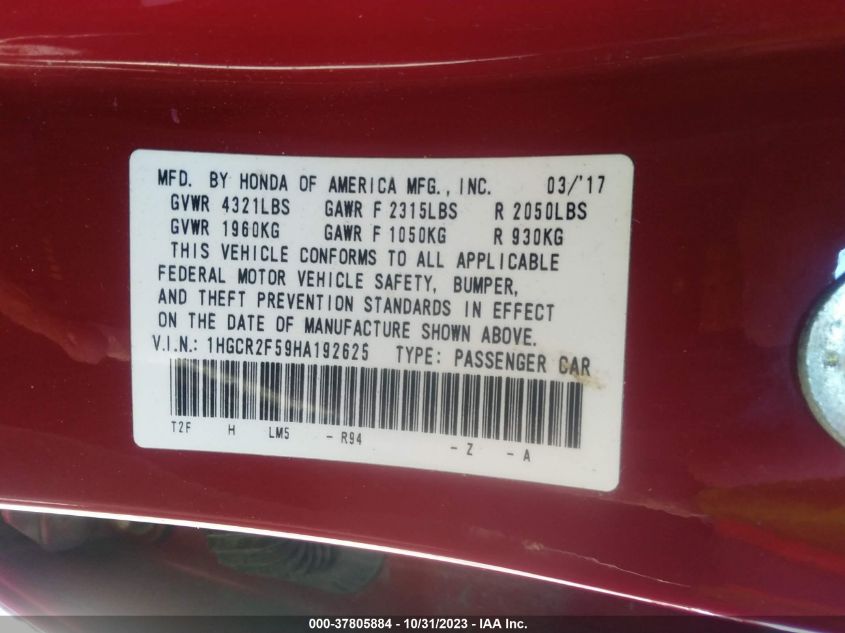 MFD. BY HONDA OF AMERICA MFG., INC. 03/'17
GVWR 4321LBS GAWR F 2315LBS R 2050LBS
GVWR 1960KG GAWR F 1050KG R 930KG
THIS VEHICLE CONFORMS TO ALL APPLICABLE
FEDERAL MOTOR VEHICLE SAFETY, BUMPER,
AND THEFT PREVENTION STANDARDS IN EFFECT
ON THE DATE OF MANUFACTURE SHOWN ABOVE.
V.I.N.: 1HGCR2F59HA192625 TYPE: PASSENGER CAR
T2F H LM5 - R94 - Z - A
000-37805884 / 10/31/2023 - IAA Inc.